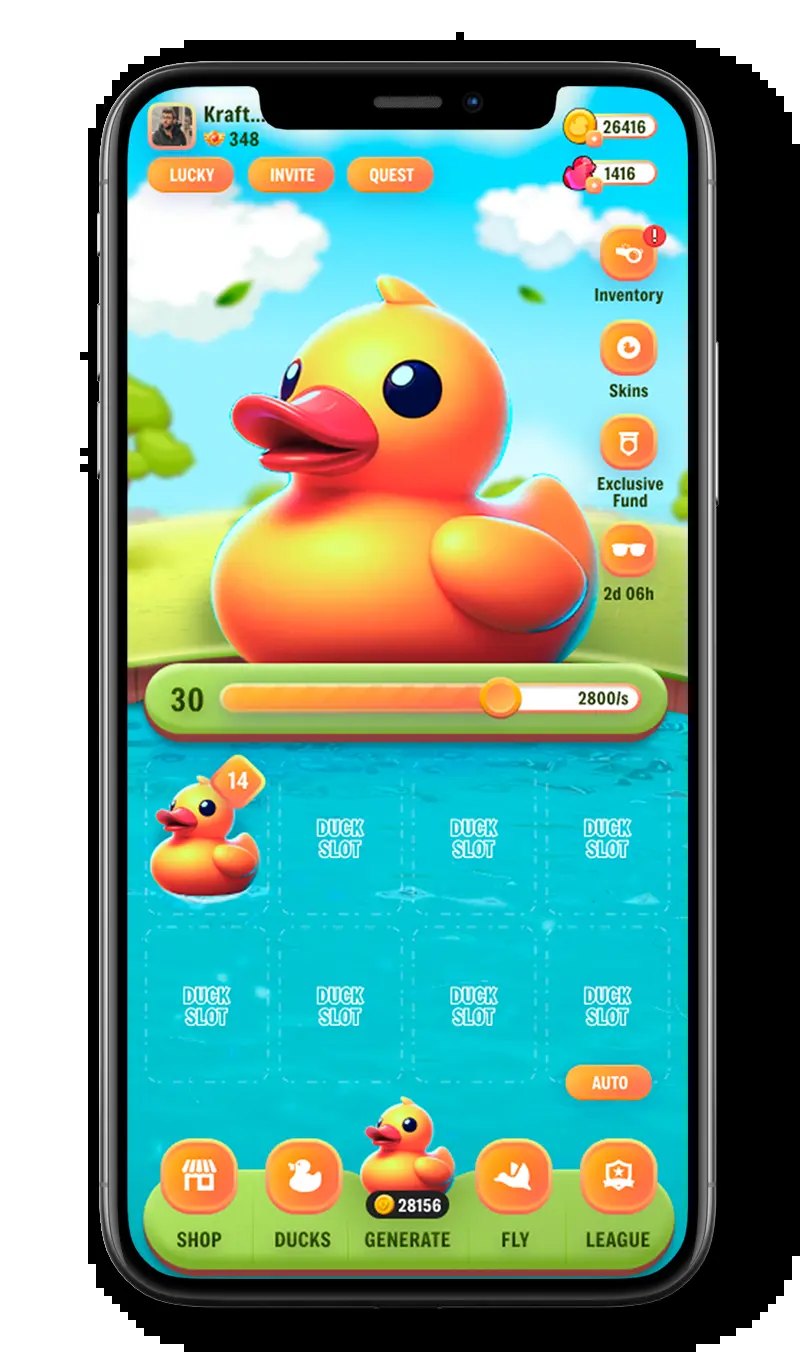 Kraft...
348
26416
LUCKY
INVITE
QUEST
1416
!
Inventory
Skins
Exclusive
Fund
2d 06h
30
2800/s
14
DUCK
SLOT
DUCK
SLOT
DUCK
SLOT
DUCK
SLOT
DUCK
SLOT
DUCK
SLOT
DUCK
SLOT
AUTO
28156
SHOP
DUCKS
GENERATE
FLY
LEAGUE